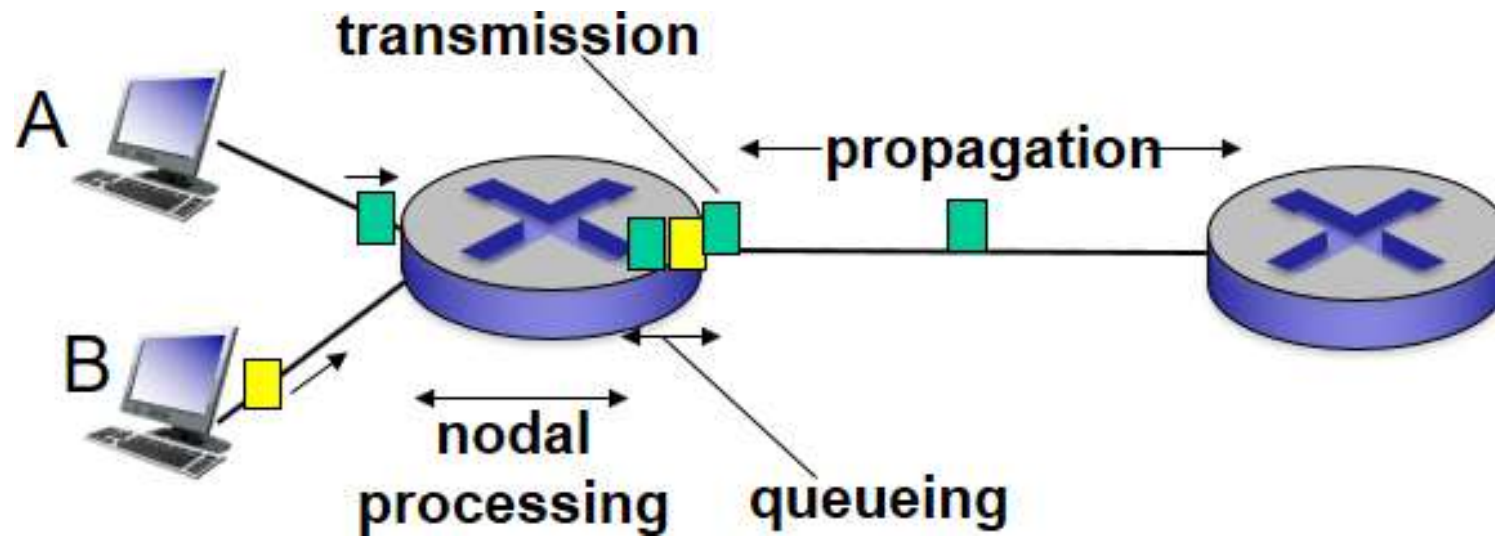 transmission
A
propagation
B
nodal
processing
queueing